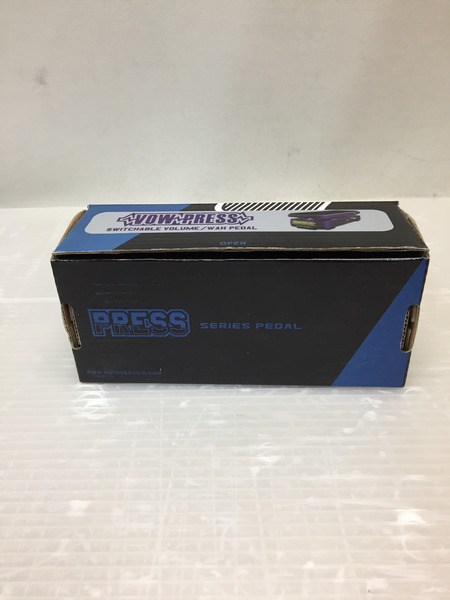 VOW PRESS
SWITCHABLE VOLUME/WAH PEDAL
OPEN
PRESS SERIES PEDAL